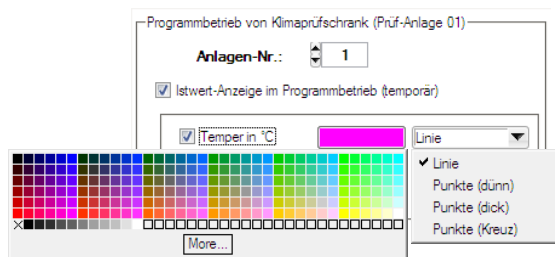 Programmbetrieb von Klimaprüfschrank (Prüf-Anlage 01)
Anlagen-Nr.: 1
Istwert-Anzeige im Programmbetrieb (temporär)
Temper in °C Linie
Linie
Punkte (dünn)
Punkte (dick)
Punkte (Kreuz)
More...